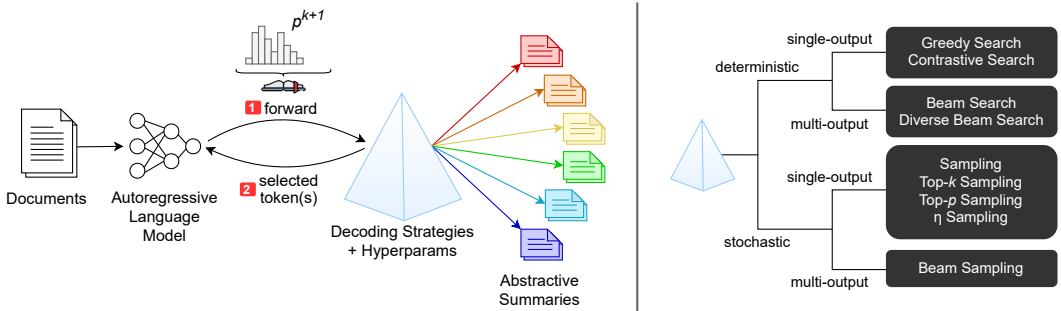 p^{k+1}
1 forward
2 selected
token(s)
Documents
Autoregressive
Language
Model
Decoding Strategies
+ Hyperparams
Abstractive
Summaries
deterministic
single-output
Greedy Search
Contrastive Search
multi-output
Beam Search
Diverse Beam Search
stochastic
single-output
Sampling
Top-k Sampling
Top-p Sampling
η Sampling
multi-output
Beam Sampling